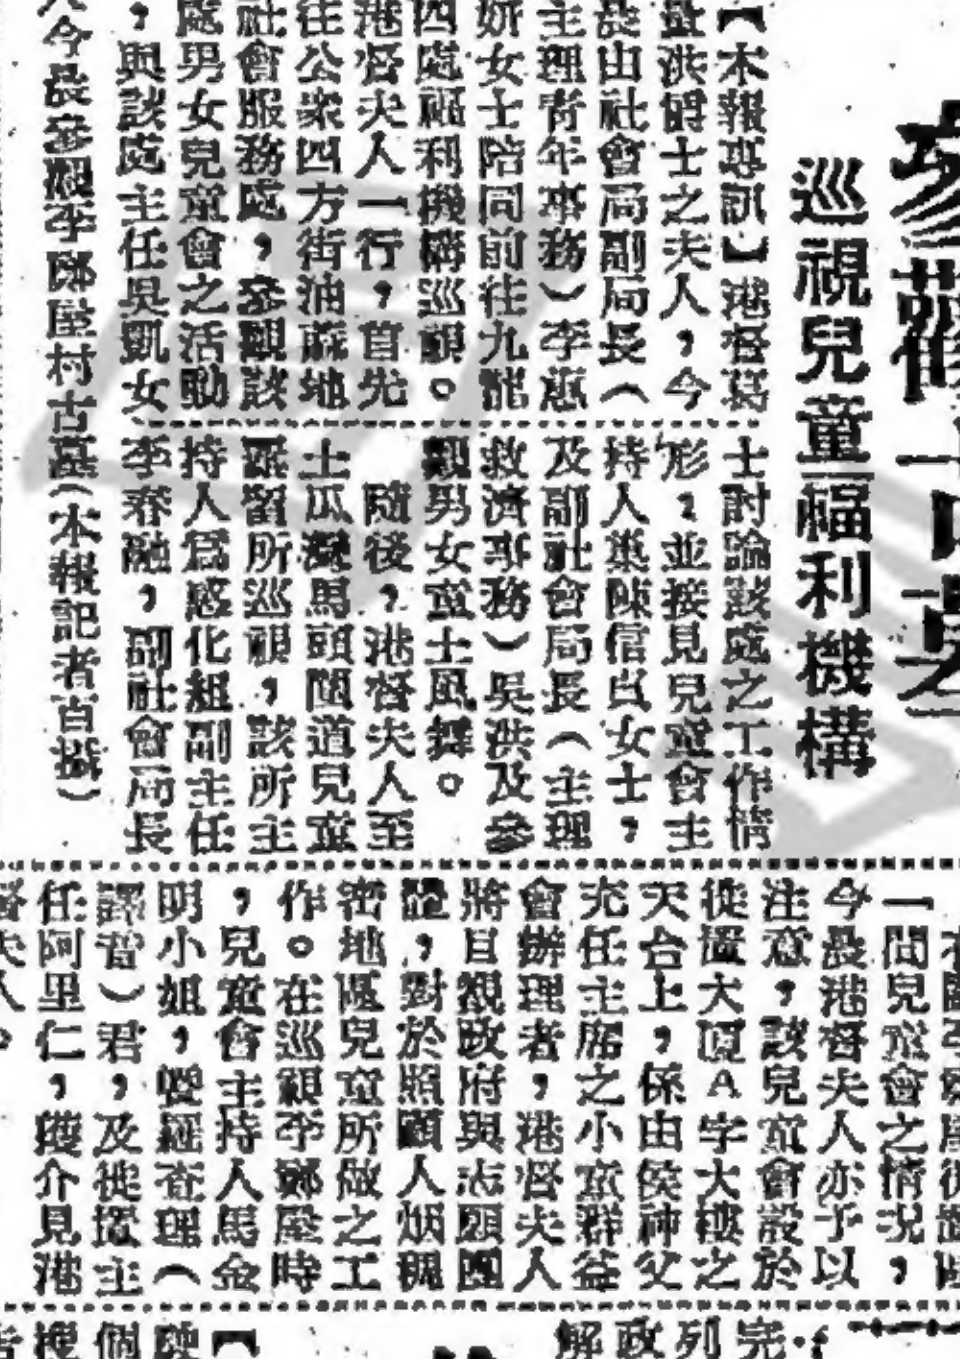 巡視兒童福利機構
【本報專訊】港督葛
量洪爵士之夫人，今
晨由社會局副局長（
主理青年事務）李惠
妍女士陪同前往九龍
四處福利機構巡視。
港督夫人一行，首先
往公衆四方街油蔴地
社會服務處，參觀該
處男女兒童會之活動
，與該處主任吳凱女
士討論該處之工作情
形，並接見兒童會主
持人巢陳信貞女士，
及副社會局長（主理
救濟事務）吳洪及參
觀男女童士風舞。
隨後，港督夫人至
土瓜灣馬頭圍道兒童
羈留所巡視，該所主
持人爲感化組副主任
李春融，副社會局長
人今晨參觀李鄭屋村古墓（本報記者百攝）
一間兒童會之情況，
今晨港督夫人亦予以
注意，該兒童會設於
徙置大廈A字大樓之
天台上，係由侯神父
充任主席之小童群益
會辦理者，港督夫人
將目覩政府與志願團
體，對於照顧人烟稠
密地區兒童所做之工
作。在巡視李鄭屋時
，兒童會主持人馬金
明小姐，嘜羅查理（
譯音）君，及徙置主
任阿里仁，獲介見港
督夫人。